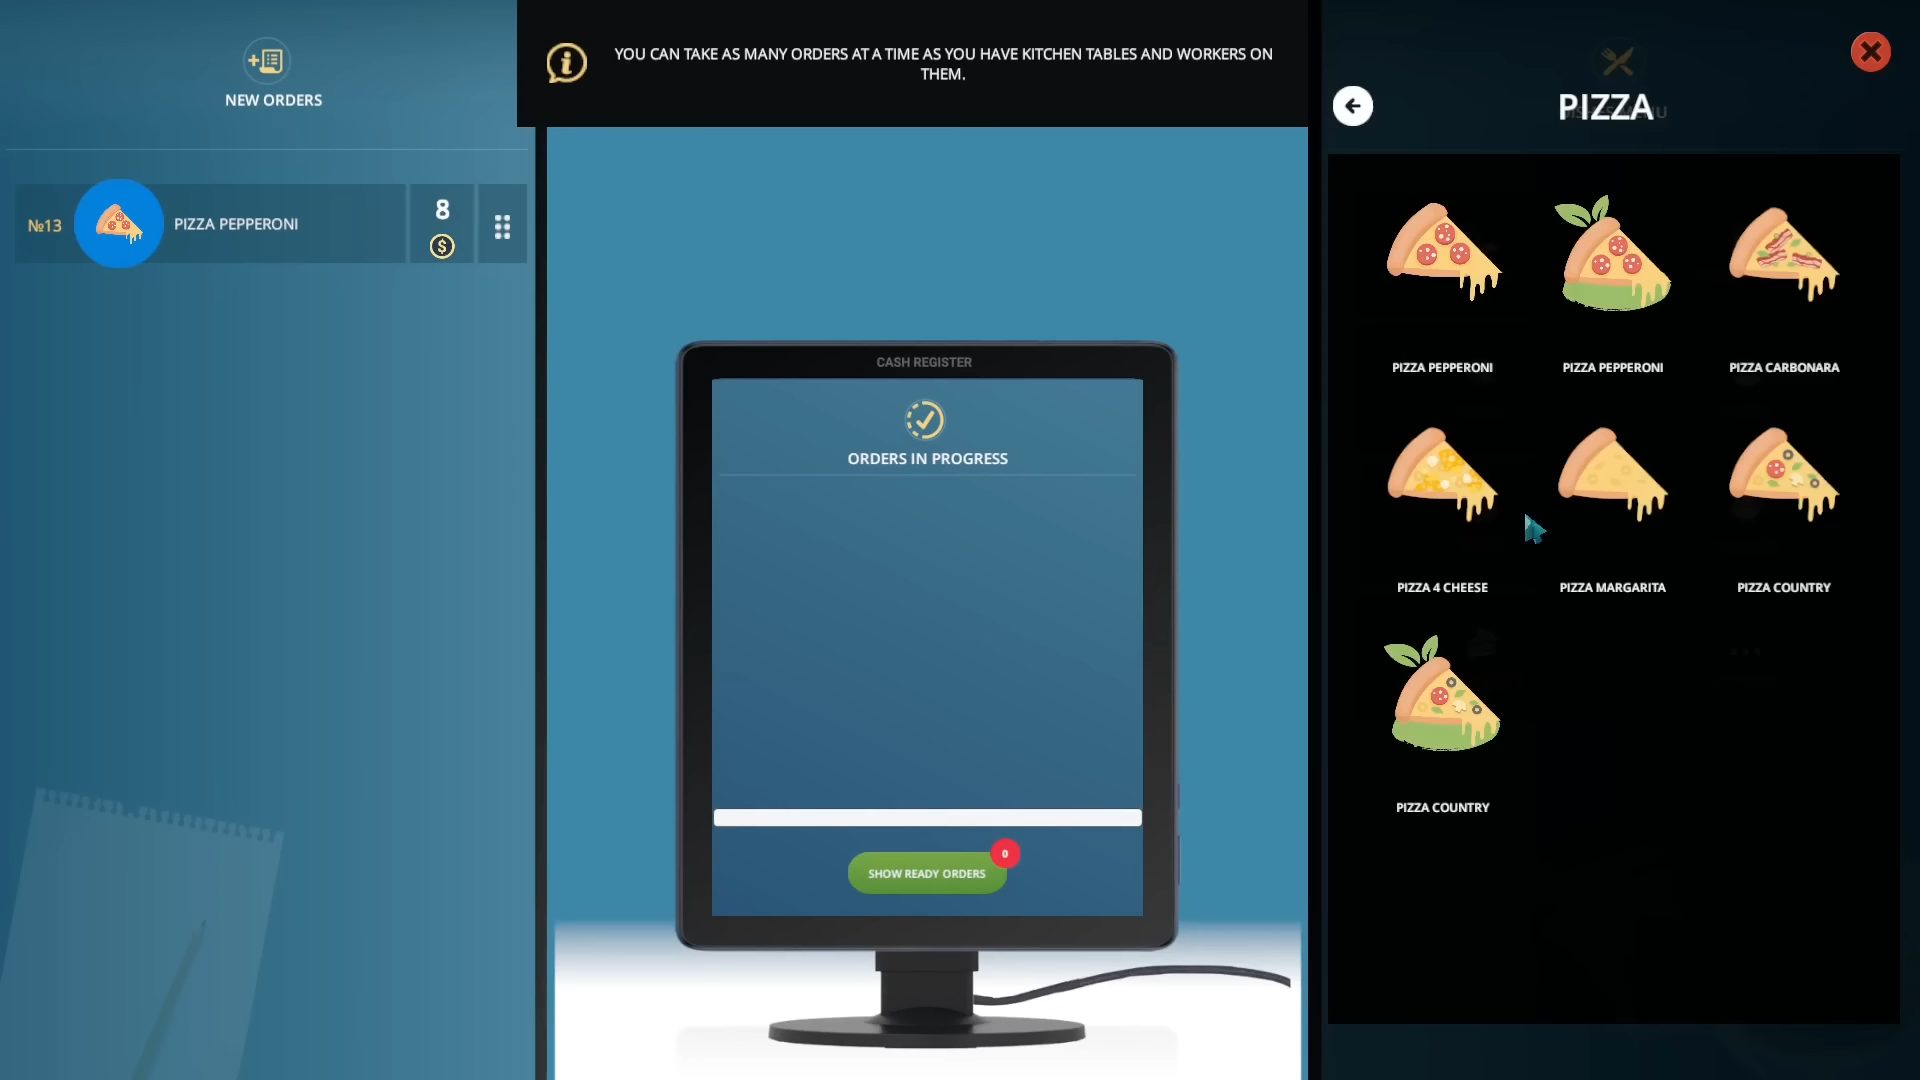 NEW ORDERS
№13
PIZZA PEPPERONI
8
$
YOU CAN TAKE AS MANY ORDERS AT A TIME AS YOU HAVE KITCHEN TABLES AND WORKERS ON
THEM.
CASH REGISTER
ORDERS IN PROGRESS
SHOW READY ORDERS
0
PIZZA
PIZZA PEPPERONI
PIZZA PEPPERONI
PIZZA CARBONARA
PIZZA 4 CHEESE
PIZZA MARGARITA
PIZZA COUNTRY
PIZZA COUNTRY